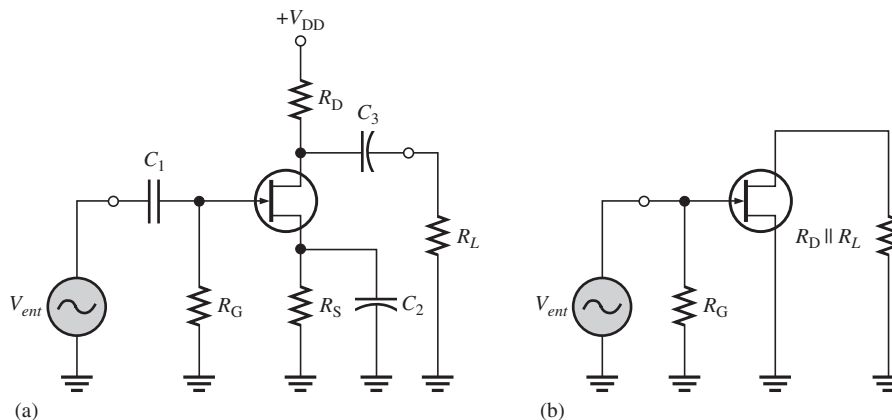 +V_DD
R_D
C_3
C_1
R_L
R_D || R_L
V_ent
R_G
R_S
C_2
V_ent
R_G
(a)
(b)